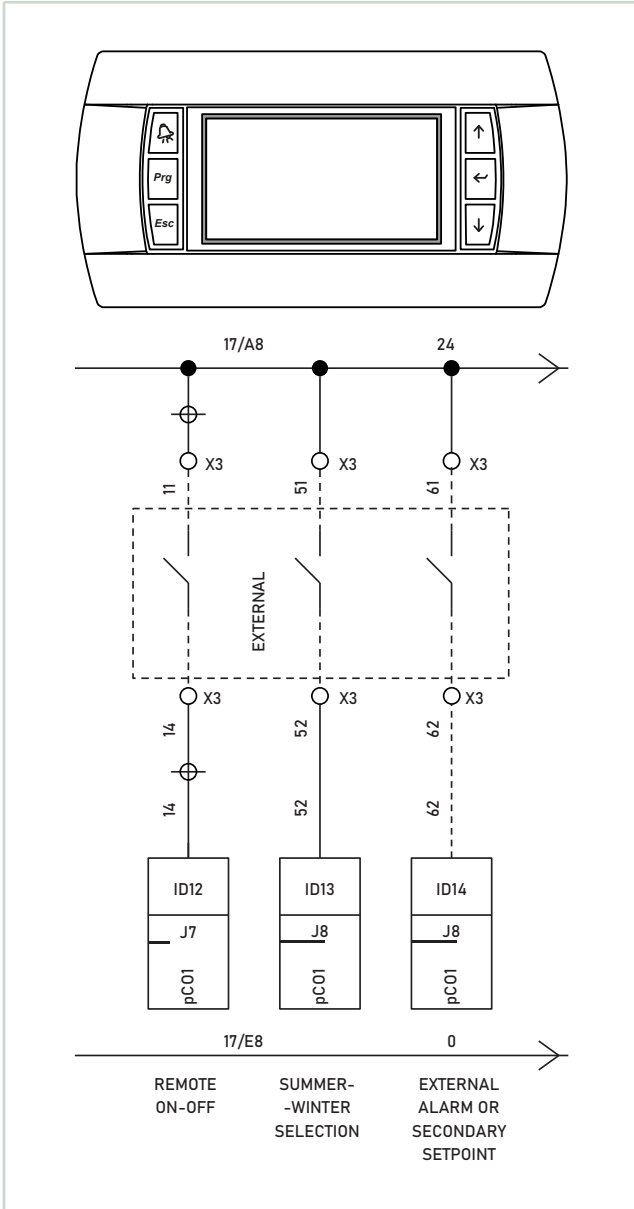 Prg
Esc
17/A8 24
X3 X3 X3
11 51 61
EXTERNAL
X3 X3 X3
14 52 62
14 52 62
ID12 ID13 ID14
J7 J8 J8
pCO1 pCO1 pCO1
17/E8 0
REMOTE
ON-OFF
SUMMER-
-WINTER
SELECTION
EXTERNAL
ALARM OR
SECONDARY
SETPOINT